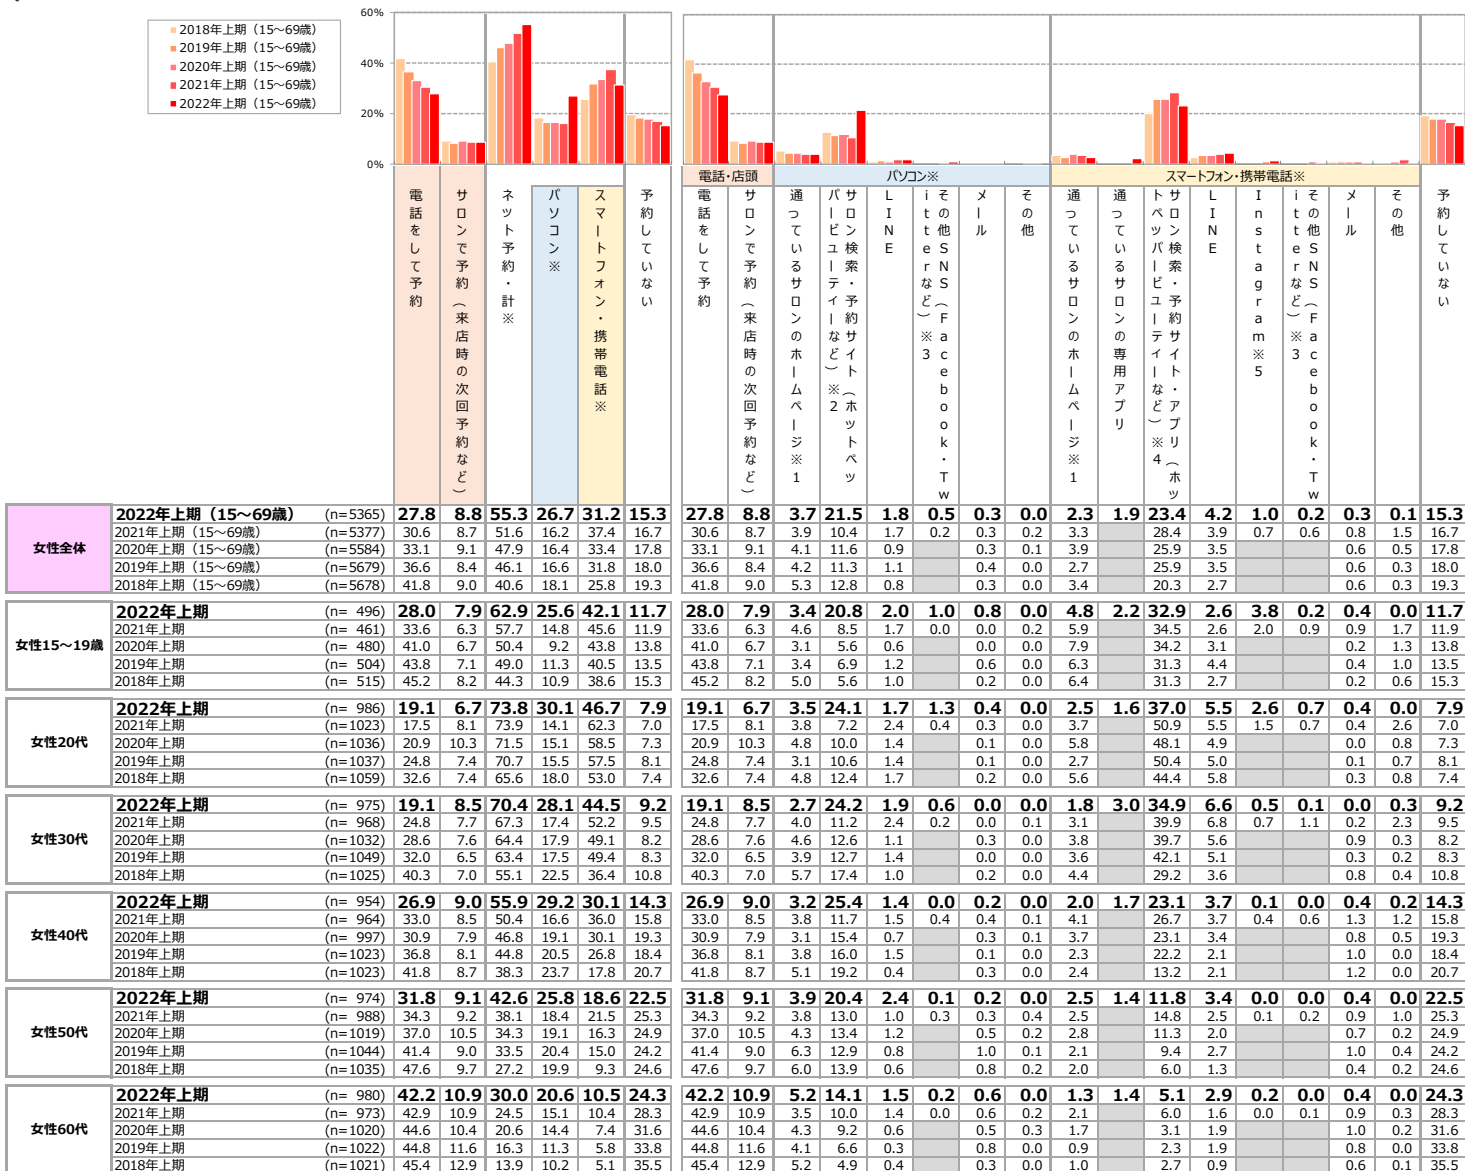 60%
40%
20%
0%
2018年上期（15～69歳）
2019年上期（15～69歳）
2020年上期（15～69歳）
2021年上期（15～69歳）
2022年上期（15～69歳）
電話・店頭
パソコン※
スマートフォン・携帯電話※
電話をして予約
サロンで予約（来店時の次回予約など）
ネット予約・計※
パソコン※
スマートフォン・携帯電話※
予約していない
電話をして予約
サロンで予約（来店時の次回予約など）
通っているサロンのホームページ※1
サロン検索・予約サイト（ホットペッ
パービューティーなど）※2
LINE
その他SNS（Facebook・Tw
itterなど）※3
メール
その他
通っているサロンのホームページ※1
通っているサロンの専用アプリ
サロン検索・予約サイト・アプリ（ホッ
トペッパービューティーなど）※4
LINE
Instagram※5
その他SNS（Facebook・Tw
itterなど）※3
メール
その他
予約していない
女性全体
2022年上期（15～69歳） (n=5365) 27.8 8.8 55.3 26.7 31.2 15.3 27.8 8.8 3.7 21.5 1.8 0.5 0.3 0.0 2.3 1.9 23.4 4.2 1.0 0.2 0.3 0.1 15.3
2021年上期（15～69歳） (n=5377) 30.6 8.7 51.6 16.2 37.4 16.7 30.6 8.7 3.9 10.4 1.7 0.2 0.3 0.2 3.3 28.4 3.9 0.7 0.6 0.8 1.5 16.7
2020年上期（15～69歳） (n=5584) 33.1 9.1 47.9 16.4 33.4 17.8 33.1 9.1 4.1 11.6 0.9 0.3 0.1 3.9 25.9 3.5 0.6 0.5 17.8
2019年上期（15～69歳） (n=5679) 36.6 8.4 46.1 16.6 31.8 18.0 36.6 8.4 4.2 11.3 1.1 0.4 0.0 2.7 25.9 3.5 0.6 0.3 18.0
2018年上期（15～69歳） (n=5678) 41.8 9.0 40.6 18.1 25.8 19.3 41.8 9.0 5.3 12.8 0.8 0.3 0.0 3.4 20.3 2.7 0.6 0.3 19.3
女性15～19歳
2022年上期 (n= 496) 28.0 7.9 62.9 25.6 42.1 11.7 28.0 7.9 3.4 20.8 2.0 1.0 0.8 0.0 4.8 2.2 32.9 2.6 3.8 0.2 0.4 0.0 11.7
2021年上期 (n= 461) 33.6 6.3 57.7 14.8 45.6 11.9 33.6 6.3 4.6 8.5 1.7 0.0 0.0 0.2 5.9 34.5 2.6 2.0 0.9 0.9 1.7 11.9
2020年上期 (n= 480) 41.0 6.7 50.4 9.2 43.8 13.8 41.0 6.7 3.1 5.6 0.6 0.0 0.0 7.9 34.2 3.1 0.2 1.3 13.8
2019年上期 (n= 504) 43.8 7.1 49.0 11.3 40.5 13.5 43.8 7.1 3.4 6.9 1.2 0.6 0.0 6.3 31.3 4.4 0.4 1.0 13.5
2018年上期 (n= 515) 45.2 8.2 44.3 10.9 38.6 15.3 45.2 8.2 5.0 5.6 1.0 0.2 0.0 6.4 31.3 2.7 0.2 0.6 15.3
女性20代
2022年上期 (n= 986) 19.1 6.7 73.8 30.1 46.7 7.9 19.1 6.7 3.5 24.1 1.7 1.3 0.4 0.0 2.5 1.6 37.0 5.5 2.6 0.7 0.4 0.0 7.9
2021年上期 (n=1023) 17.5 8.1 73.9 14.1 62.3 7.0 17.5 8.1 3.8 7.2 2.4 0.4 0.3 0.0 3.7 50.9 5.5 1.5 0.7 0.4 2.6 7.0
2020年上期 (n=1036) 20.9 10.3 71.5 15.1 58.5 7.3 20.9 10.3 4.8 10.0 1.4 0.1 0.0 5.8 48.1 4.9 0.0 0.8 7.3
2019年上期 (n=1037) 24.8 7.4 70.7 15.5 57.5 8.1 24.8 7.4 3.1 10.6 1.4 0.1 0.0 2.7 50.4 5.0 0.1 0.7 8.1
2018年上期 (n=1059) 32.6 7.4 65.6 18.0 53.0 7.4 32.6 7.4 4.8 12.4 1.7 0.2 0.0 5.6 44.4 5.8 0.3 0.8 7.4
女性30代
2022年上期 (n= 975) 19.1 8.5 70.4 28.1 44.5 9.2 19.1 8.5 2.7 24.2 1.9 0.6 0.0 0.0 1.8 3.0 34.9 6.6 0.5 0.1 0.0 0.3 9.2
2021年上期 (n= 968) 24.8 7.7 67.3 17.4 52.2 9.5 24.8 7.7 4.0 11.2 2.4 0.2 0.0 0.1 3.1 39.9 6.8 0.7 1.1 0.2 2.3 9.5
2020年上期 (n=1032) 28.6 7.6 64.4 17.9 49.1 8.2 28.6 7.6 4.6 12.6 1.1 0.3 0.0 3.8 39.7 5.6 0.9 0.3 8.2
2019年上期 (n=1049) 32.0 6.5 63.4 17.5 49.4 8.3 32.0 6.5 3.9 12.7 1.4 0.0 0.0 3.6 42.1 5.1 0.3 0.2 8.3
2018年上期 (n=1025) 40.3 7.0 55.1 22.5 36.4 10.8 40.3 7.0 5.7 17.4 1.0 0.2 0.0 4.4 29.2 3.6 0.8 0.4 10.8
女性40代
2022年上期 (n= 954) 26.9 9.0 55.9 29.2 30.1 14.3 26.9 9.0 3.2 25.4 1.4 0.0 0.2 0.0 2.0 1.7 23.1 3.7 0.1 0.0 0.4 0.2 14.3
2021年上期 (n= 964) 33.0 8.5 50.4 16.6 36.0 15.8 33.0 8.5 3.8 11.7 1.5 0.4 0.4 0.1 4.1 26.7 3.7 0.4 0.6 1.3 1.2 15.8
2020年上期 (n= 997) 30.9 7.9 46.8 19.1 30.1 19.3 30.9 7.9 3.1 15.4 0.7 0.3 0.1 3.7 23.1 3.4 0.8 0.5 19.3
2019年上期 (n=1023) 36.8 8.1 44.8 20.5 26.8 18.4 36.8 8.1 3.8 16.0 1.5 0.1 0.0 2.3 22.2 2.1 1.0 0.0 18.4
2018年上期 (n=1023) 41.8 8.7 38.3 23.7 17.8 20.7 41.8 8.7 5.1 19.2 0.4 0.3 0.0 2.4 13.2 2.1 1.2 0.0 20.7
女性50代
2022年上期 (n= 974) 31.8 9.1 42.6 25.8 18.6 22.5 31.8 9.1 3.9 20.4 2.4 0.1 0.2 0.0 2.5 1.4 11.8 3.4 0.0 0.0 0.4 0.0 22.5
2021年上期 (n= 988) 34.3 9.2 38.1 18.4 21.5 25.3 34.3 9.2 3.8 13.0 1.0 0.3 0.3 0.4 2.5 14.8 2.5 0.1 0.2 0.9 1.0 25.3
2020年上期 (n=1019) 37.0 10.5 34.3 19.1 16.3 24.9 37.0 10.5 4.3 13.4 1.2 0.5 0.2 2.8 11.3 2.0 0.7 0.2 24.9
2019年上期 (n=1044) 41.4 9.0 33.5 20.4 15.0 24.2 41.4 9.0 6.3 12.9 0.8 1.0 0.1 2.1 9.4 2.7 1.0 0.4 24.2
2018年上期 (n=1035) 47.6 9.7 27.2 19.9 9.3 24.6 47.6 9.7 6.0 13.9 0.6 0.8 0.2 2.0 6.0 1.3 0.4 0.2 24.6
女性60代
2022年上期 (n= 980) 42.2 10.9 30.0 20.6 10.5 24.3 42.2 10.9 5.2 14.1 1.5 0.2 0.6 0.0 1.3 1.4 5.1 2.9 0.2 0.0 0.4 0.0 24.3
2021年上期 (n= 973) 42.9 10.9 24.5 15.1 10.4 28.3 42.9 10.9 3.5 10.0 1.4 0.0 0.6 0.2 2.1 6.0 1.6 0.0 0.1 0.9 0.3 28.3
2020年上期 (n=1020) 44.6 10.4 20.6 14.4 7.4 31.6 44.6 10.4 4.3 9.2 0.6 0.5 0.3 1.7 3.1 1.9 1.0 0.2 31.6
2019年上期 (n=1022) 44.8 11.6 16.3 11.3 5.8 33.8 44.8 11.6 4.1 6.6 0.3 0.8 0.0 0.9 2.3 1.9 0.8 0.0 33.8
2018年上期 (n=1021) 45.4 12.9 13.9 10.2 5.1 35.5 45.4 12.9 5.2 4.9 0.4 0.3 0.0 1.0 2.7 0.9 0.6 0.1 35.5